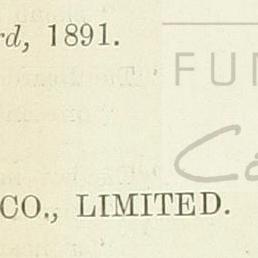 rd, 1891.
FUN
Ca
CO., LIMITED.